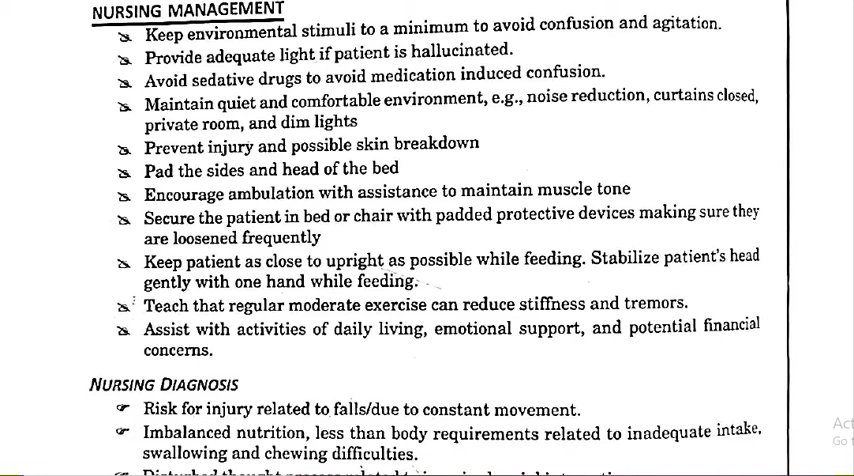 NURSING MANAGEMENT
Keep environmental stimuli to a minimum to avoid confusion and agitation.
Provide adequate light if patient is hallucinated.
Avoid sedative drugs to avoid medication induced confusion.
Maintain quiet and comfortable environment, e.g., noise reduction, curtains closed,
private room, and dim lights
Prevent injury and possible skin breakdown
Pad the sides and head of the bed
Encourage ambulation with assistance to maintain muscle tone
Secure the patient in bed or chair with padded protective devices making sure they
are loosened frequently
Keep patient as close to upright as possible while feeding. Stabilize patient's head
gently with one hand while feeding.
Teach that regular moderate exercise can reduce stiffness and tremors.
Assist with activities of daily living, emotional support, and potential financial
concerns.
NURSING DIAGNOSIS
Risk for injury related to falls/due to constant movement.
Imbalanced nutrition, less than body requirements related to inadequate intake,
swallowing and chewing difficulties.
Act
Go t